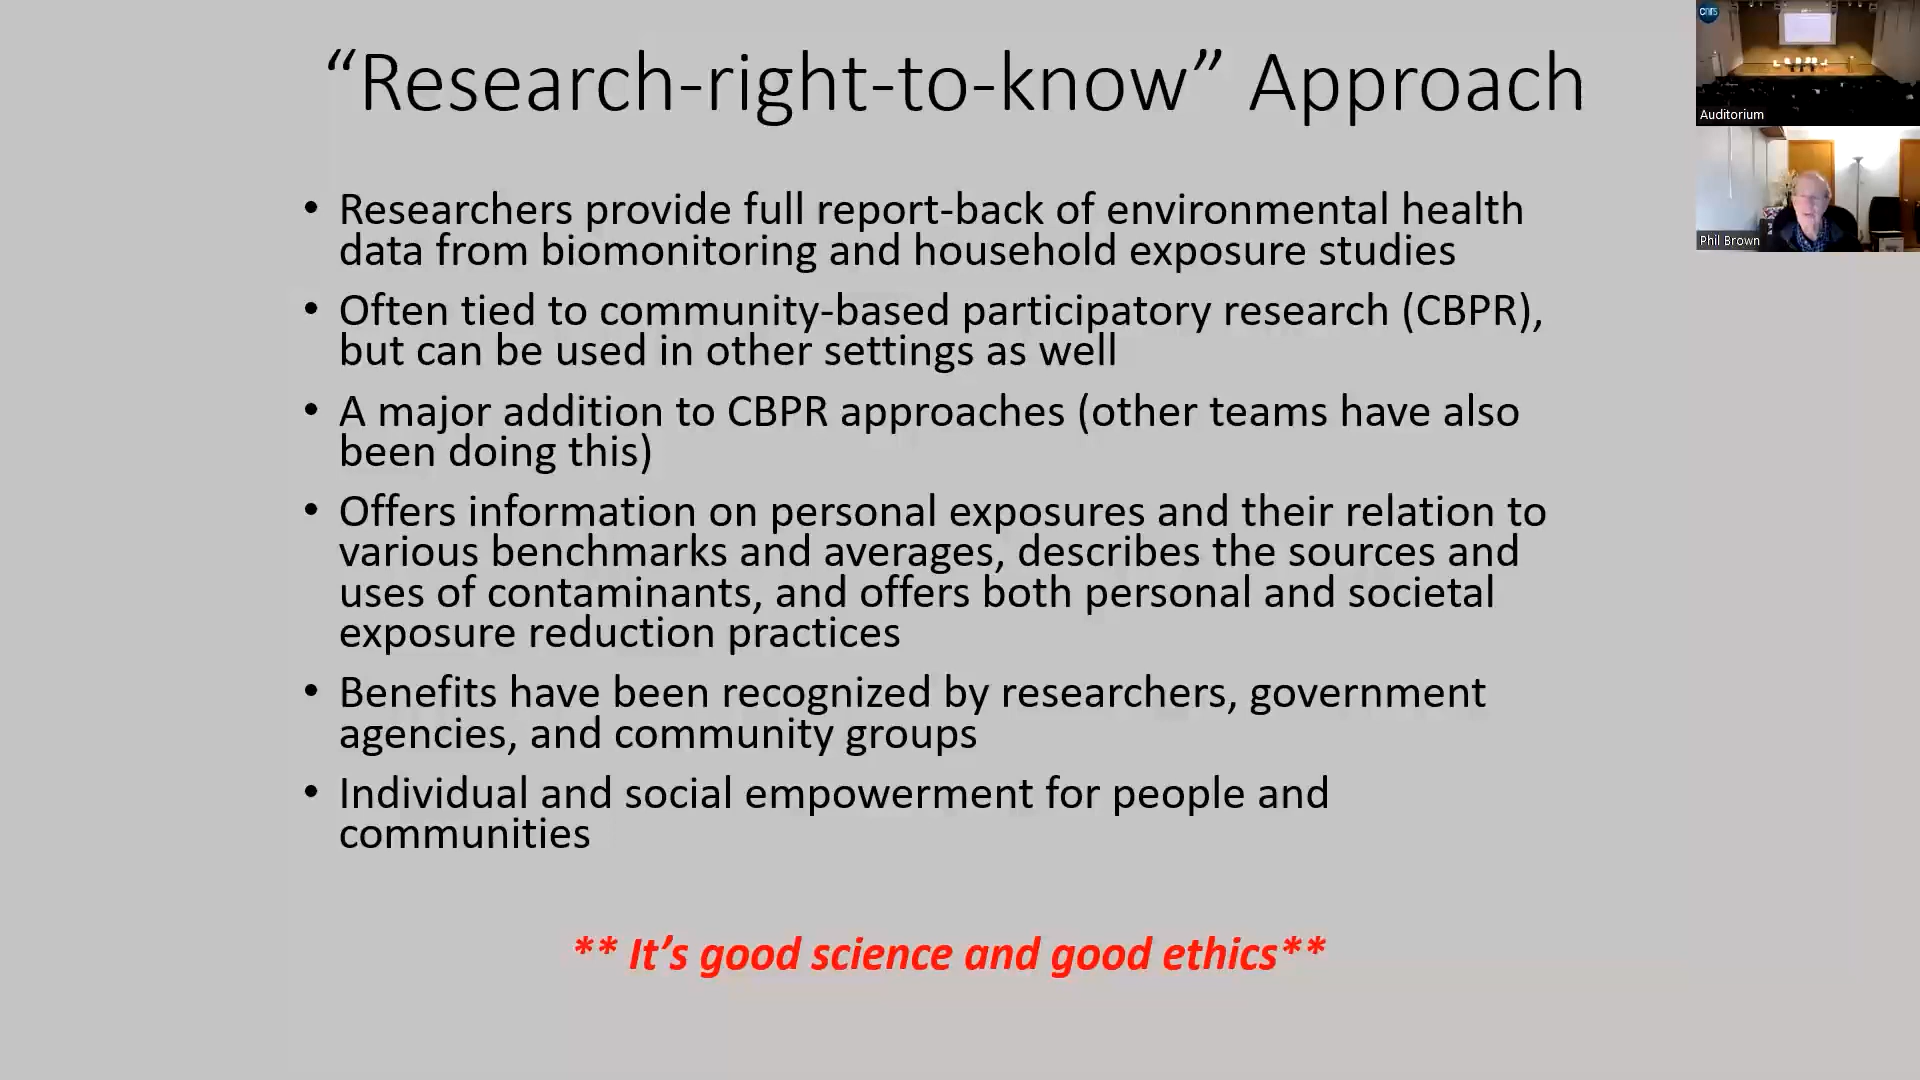 “Research-right-to-know” Approach
• Researchers provide full report-back of environmental health
data from biomonitoring and household exposure studies
• Often tied to community-based participatory research (CBPR),
but can be used in other settings as well
• A major addition to CBPR approaches (other teams have also
been doing this)
• Offers information on personal exposures and their relation to
various benchmarks and averages, describes the sources and
uses of contaminants, and offers both personal and societal
exposure reduction practices
• Benefits have been recognized by researchers, government
agencies, and community groups
• Individual and social empowerment for people and
communities
** It’s good science and good ethics**
cnrs
Auditorium
Phil Brown